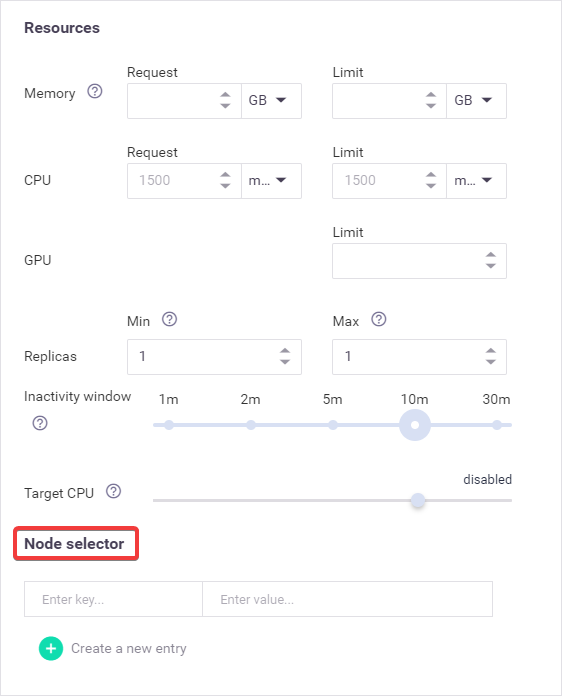 Resources
Request Limit
Memory ? GB GB
Request Limit
CPU 1500 m... 1500 m...
Limit
GPU
Min ? Max ?
Replicas 1 1
Inactivity window 1m 2m 5m 10m 30m
?
disabled
Target CPU ?
Node selector
Enter key... Enter value...
Create a new entry